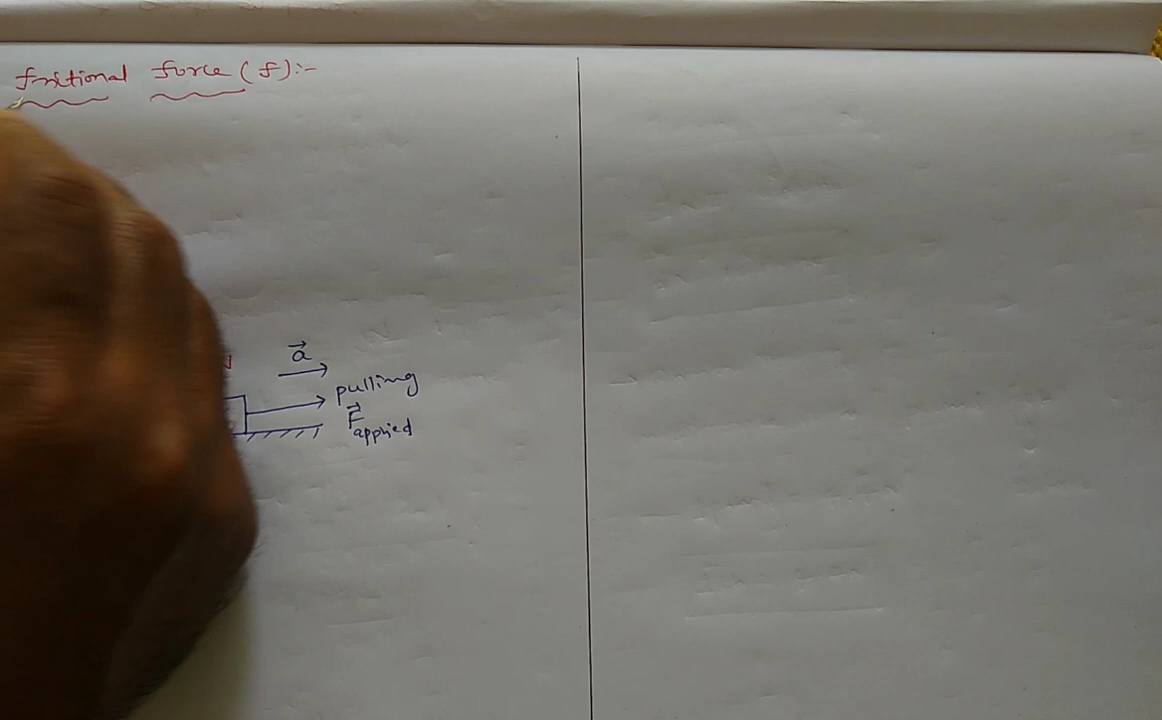 frictional force (f):-
N
a⃗
pulling
F⃗ applied